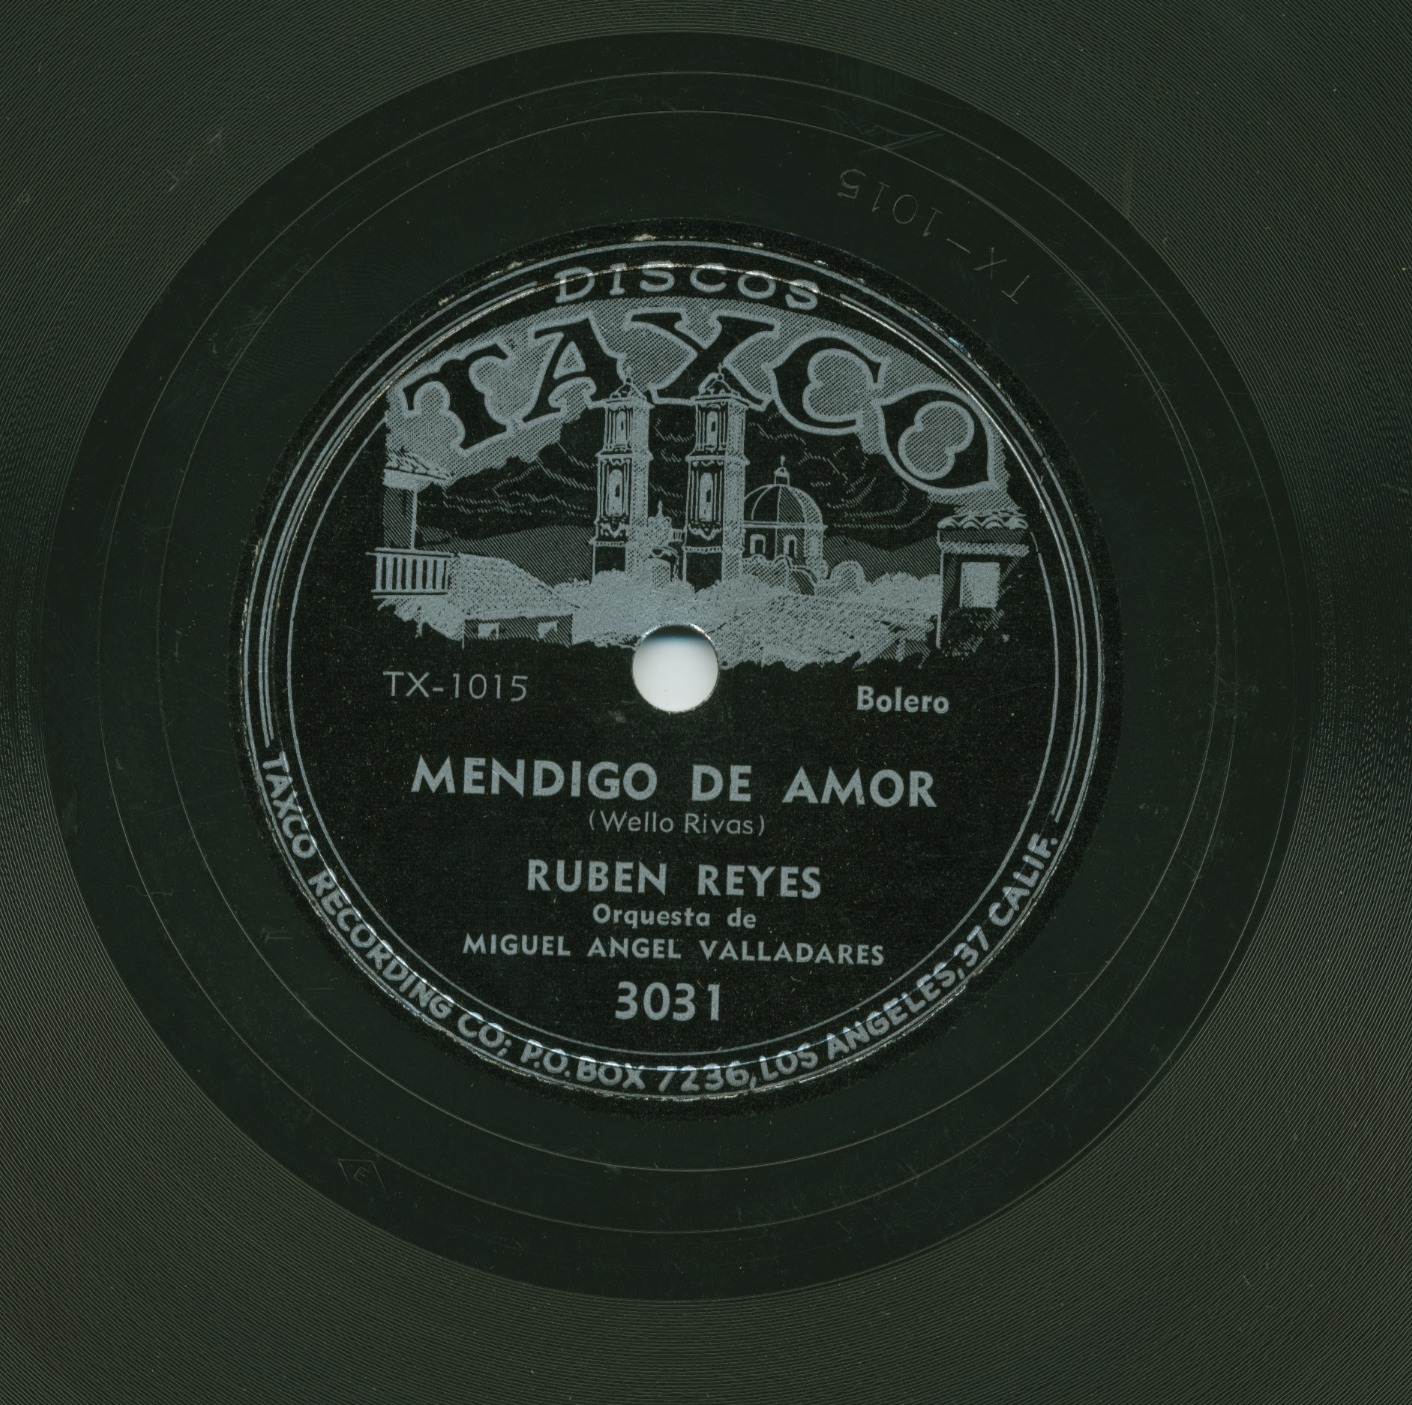 DISCOS
TAXCO
TX-1015
Bolero
MENDIGO DE AMOR
(Wello Rivas)
RUBEN REYES
Orquesta de
MIGUEL ANGEL VALLADARES
3031
TAXCO RECORDING CO; P.O. BOX 7236, LOS ANGELES, 37 CALIF.
TX-1015
E